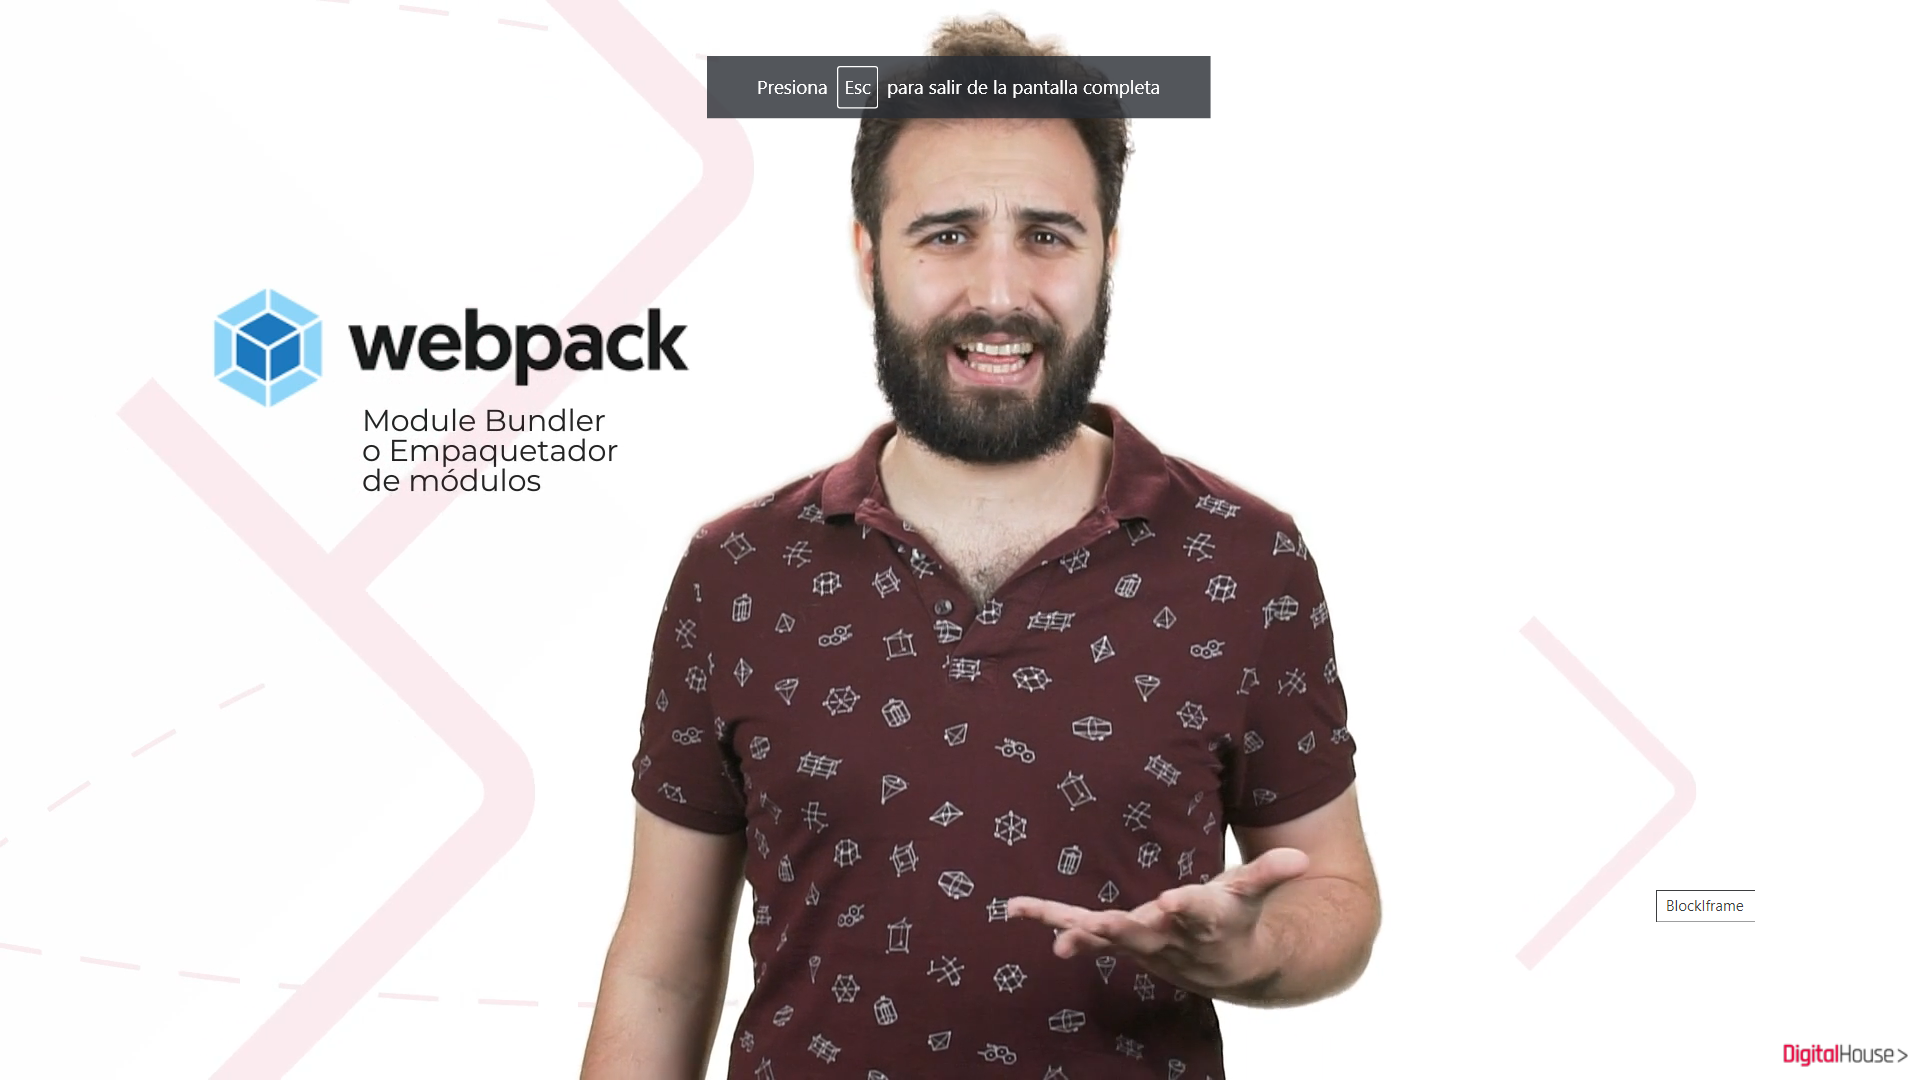 Presiona Esc para salir de la pantalla completa
webpack
Module Bundler
o Empaquetador
de módulos
BlockIframe
DigitalHouse>